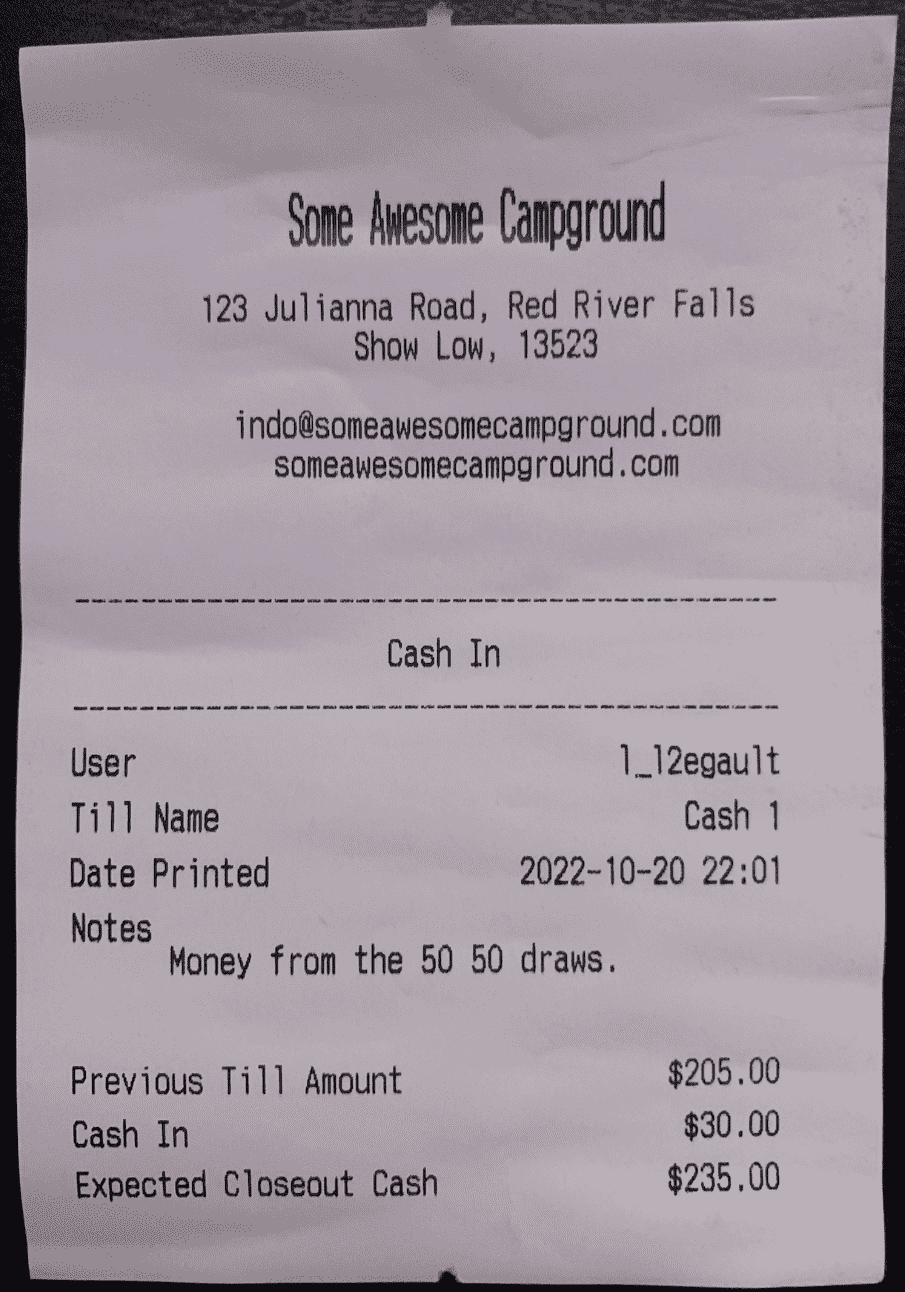 Some Awesome Campground
123 Julianna Road, Red River Falls
Show Low, 13523
indo@someawesomecampground.com
someawesomecampground.com
Cash In
User l_l2egault
Till Name Cash 1
Date Printed 2022-10-20 22:01
Notes
Money from the 50 50 draws.
Previous Till Amount $205.00
Cash In $30.00
Expected Closeout Cash $235.00